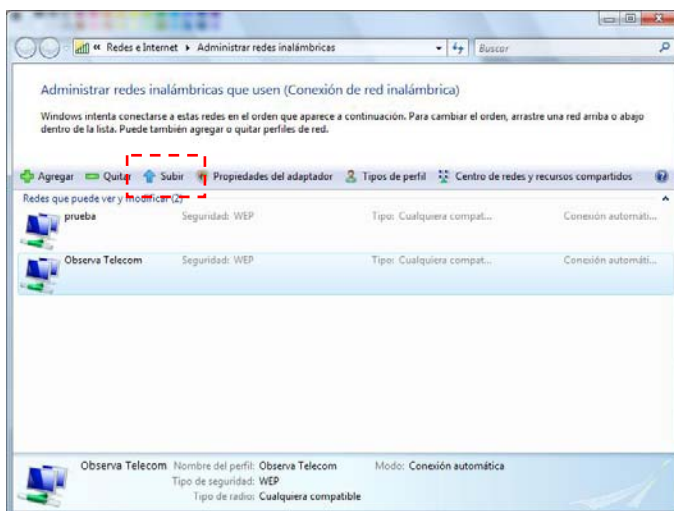 « Redes e Internet ▸ Administrar redes inalámbricas
Buscar
Administrar redes inalámbricas que usen (Conexión de red inalámbrica)
Windows intenta conectarse a estas redes en el orden que aparece a continuación. Para cambiar el orden, arrastre una red arriba o abajo
dentro de la lista. Puede también agregar o quitar perfiles de red.
Agregar Quitar Subir Propiedades del adaptador Tipos de perfil Centro de redes y recursos compartidos
Redes que puede ver y modificar (2)
prueba Seguridad: WEP Tipo: Cualquiera compat... Conexión automáti...
Observa Telecom Seguridad: WEP Tipo: Cualquiera compat... Conexión automáti...
Observa Telecom Nombre del perfil: Observa Telecom Modo: Conexión automática
Tipo de seguridad: WEP
Tipo de radio: Cualquiera compatible